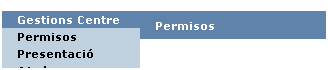 Gestions Centre
Permisos
Permisos
Presentació